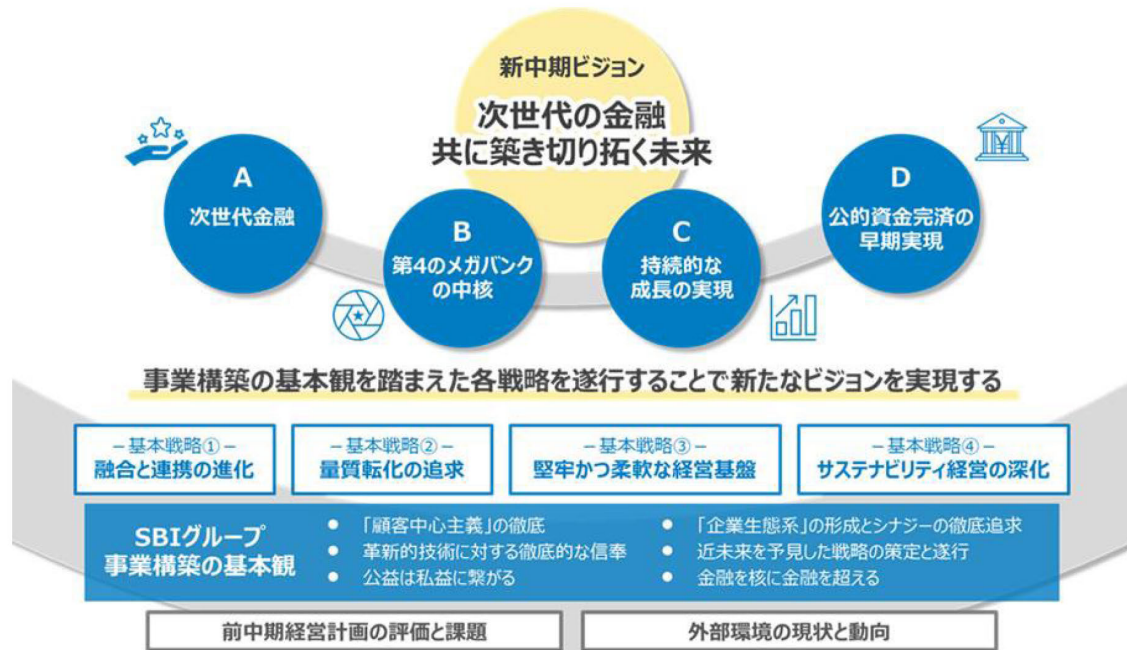 新中期ビジョン
次世代の金融
共に築き切り拓く未来
A
次世代金融
B
第4のメガバンク
の中核
C
持続的な
成長の実現
D
公的資金完済の
早期実現
¥
事業構築の基本観を踏まえた各戦略を遂行することで新たなビジョンを実現する
－基本戦略①－
融合と連携の進化
－基本戦略②－
量質転化の追求
－基本戦略③－
堅牢かつ柔軟な経営基盤
－基本戦略④－
サステナビリティ経営の深化
SBIグループ
事業構築の基本観
● 「顧客中心主義」の徹底
● 革新的技術に対する徹底的な信奉
● 公益は私益に繋がる
● 「企業生態系」の形成とシナジーの徹底追求
● 近未来を予見した戦略の策定と遂行
● 金融を核に金融を超える
前中期経営計画の評価と課題
外部環境の現状と動向